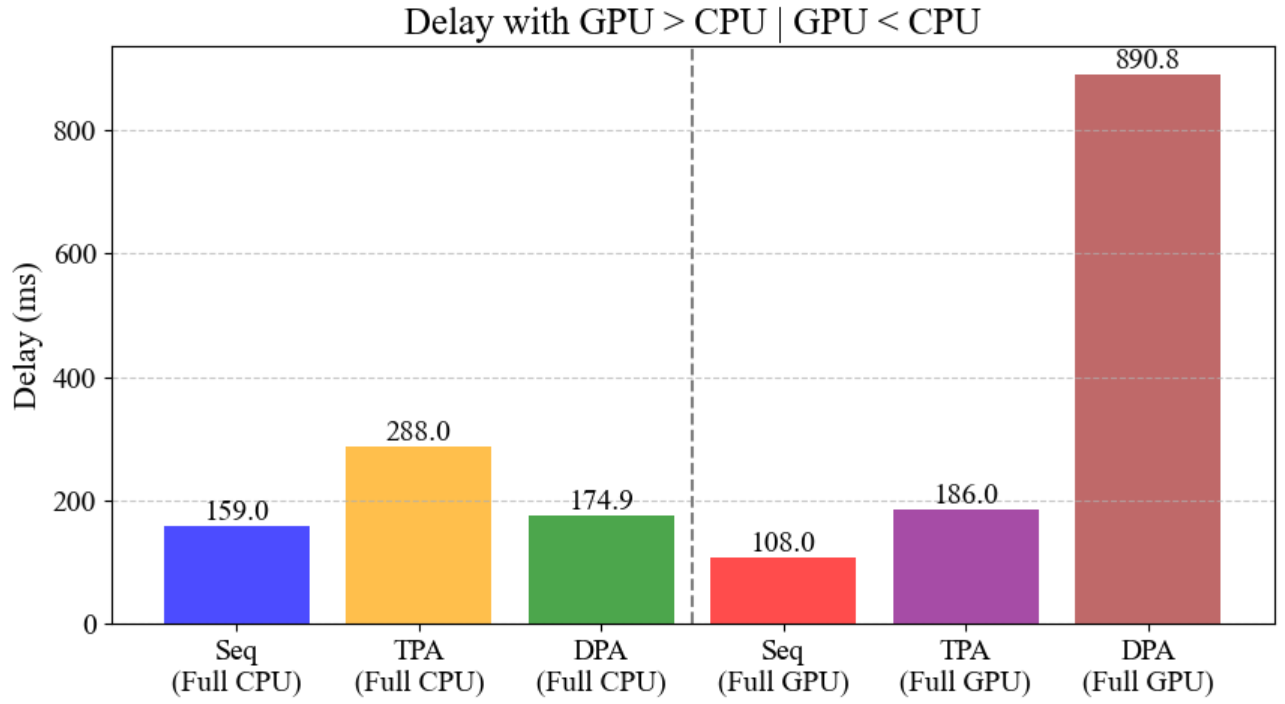 Delay with GPU > CPU | GPU < CPU
Delay (ms)
800
600
400
200
0
159.0
288.0
174.9
108.0
186.0
890.8
Seq
(Full CPU)
TPA
(Full CPU)
DPA
(Full CPU)
Seq
(Full GPU)
TPA
(Full GPU)
DPA
(Full GPU)